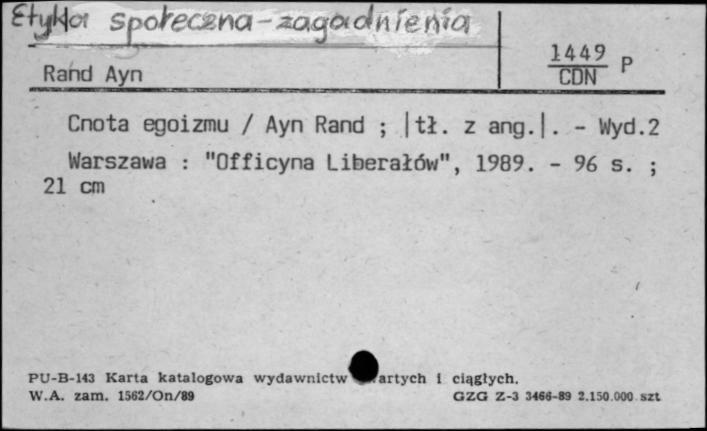 Etyka społeczna - zagadnienia
1449 P
CDN
Rand Ayn
Cnota egoizmu / Ayn Rand ; |tł. z ang.|. - Wyd.2
Warszawa : "Officyna Liberałów", 1989. - 96 s. ;
21 cm
PU-B-143 Karta katalogowa wydawnictw artych i ciągłych.
W.A. zam. 1562/On/89 GZG Z-3 3466-89 2.150.000 szt